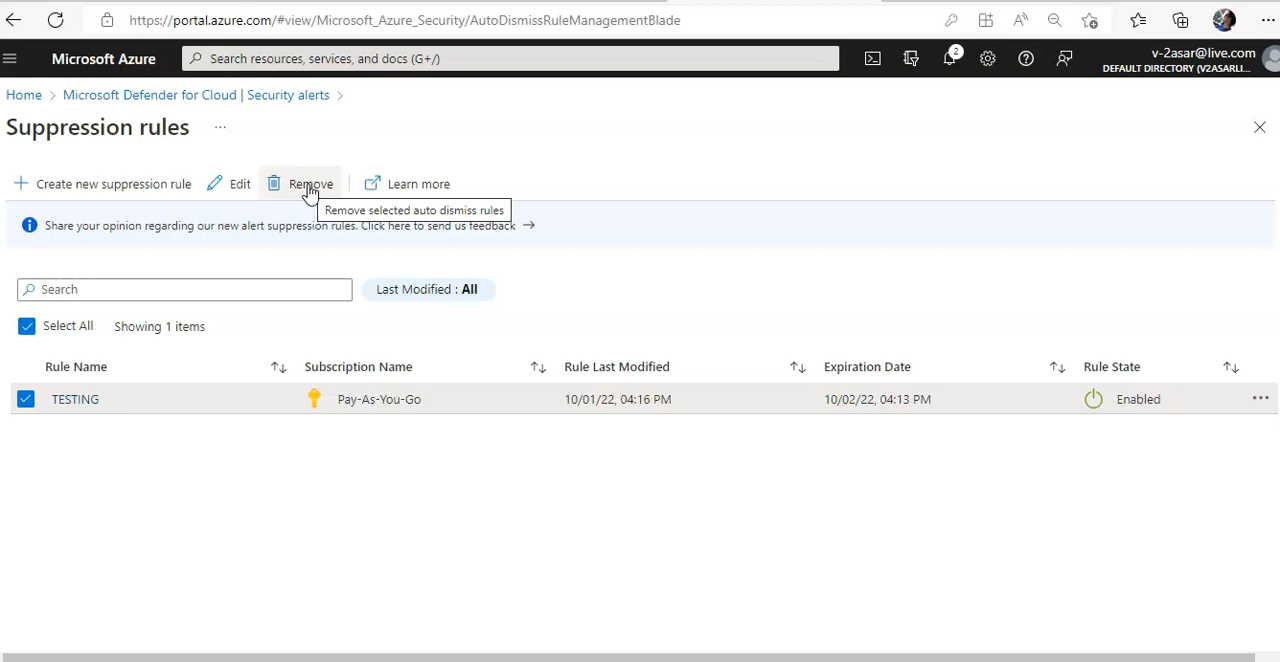 https://portal.azure.com/#view/Microsoft_Azure_Security/AutoDismissRuleManagementBlade
Microsoft Azure
Search resources, services, and docs (G+/)
2
v-2asar@live.com
DEFAULT DIRECTORY (V2ASARLI...
Home > Microsoft Defender for Cloud | Security alerts >
Suppression rules ...
+ Create new suppression rule Edit Remove Learn more
Remove selected auto dismiss rules
Share your opinion regarding our new alert suppression rules. Click here to send us feedback →
Search Last Modified : All
Select All Showing 1 items
Rule Name ↑↓ Subscription Name ↑↓ Rule Last Modified ↑↓ Expiration Date ↑↓ Rule State ↑↓
TESTING Pay-As-You-Go 10/01/22, 04:16 PM 10/02/22, 04:13 PM Enabled ...